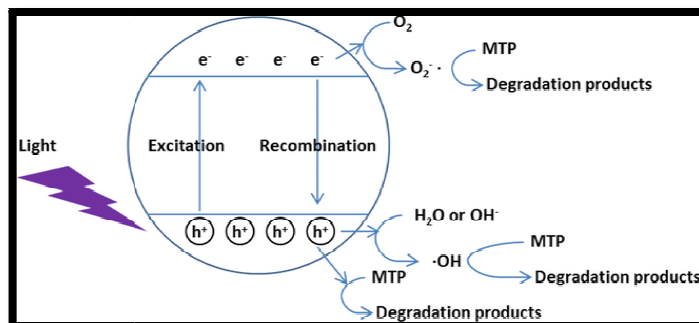 O₂
e⁻ e⁻ e⁻ e⁻
MTP
O₂⁻ ·
Degradation products
Light
Excitation
Recombination
H₂O or OH⁻
h⁺ h⁺ h⁺ h⁺
MTP
·OH
MTP
Degradation products
Degradation products